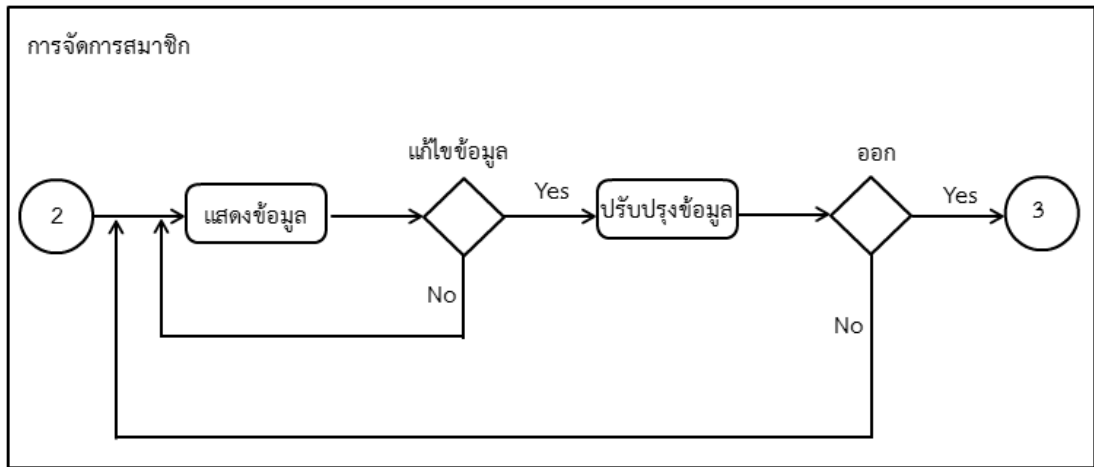 การจัดการสมาชิก
แก้ไขข้อมูล
ออก
2
แสดงข้อมูล
Yes
ปรับปรุงข้อมูล
Yes
3
No
No